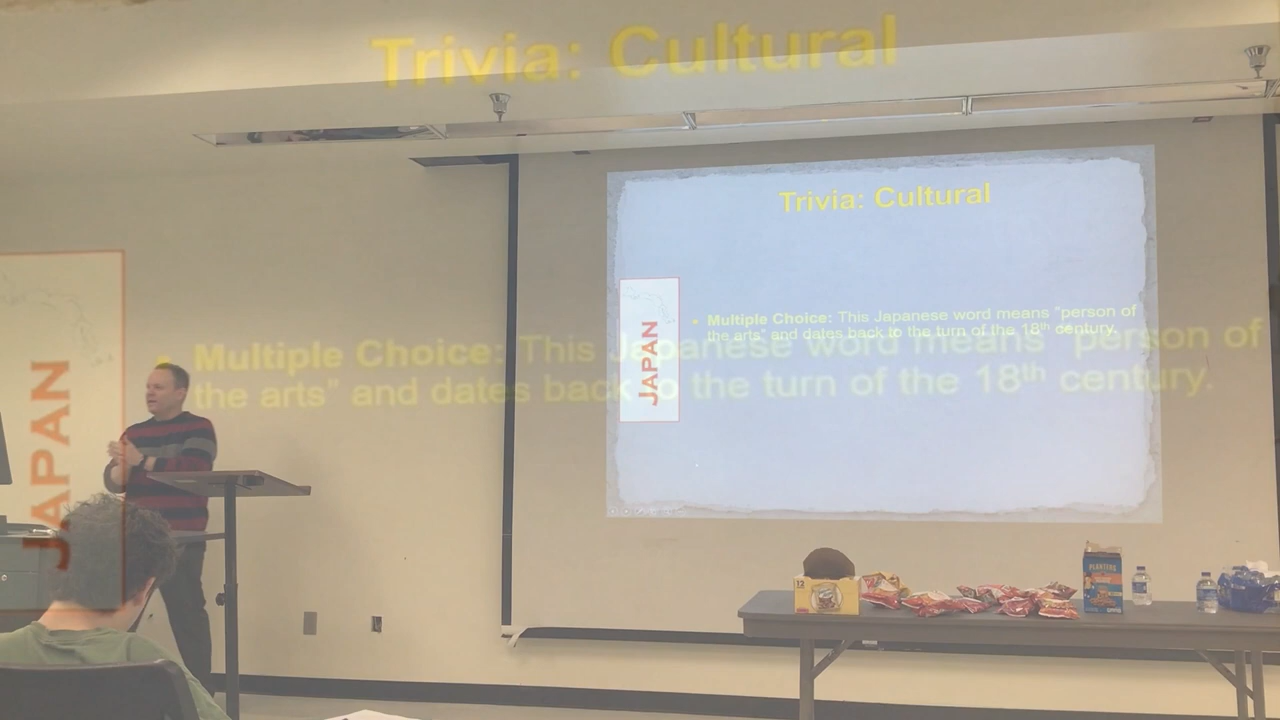 Trivia: Cultural
Trivia: Cultural
JAPAN
• Multiple Choice: This Japanese word means "person of
the arts" and dates back to the turn of the 18th century.
JAPAN
• Multiple Choice: This Japanese word means "person of
the arts" and dates back to the turn of the 18th century.
12
PLANTERS